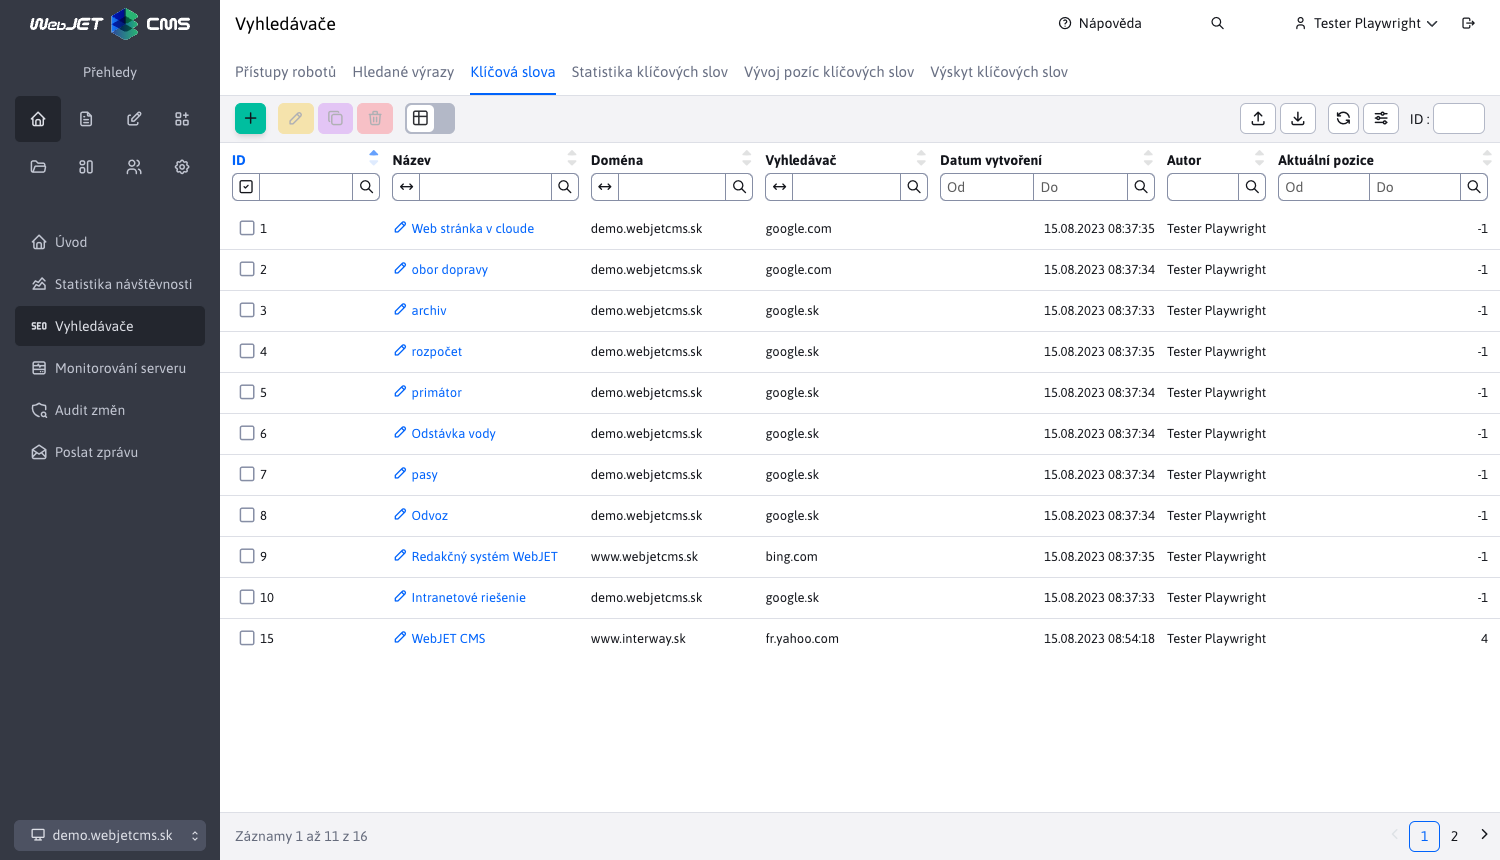 WebJET CMS
Vyhledávače
Nápověda
Tester Playwright
Přehledy
Přístupy robotů Hledané výrazy Klíčová slova Statistika klíčových slov Vývoj pozíc klíčových slov Výskyt klíčových slov
ID :
Úvod
Statistika návštěvnosti
SEO Vyhledávače
Monitorování serveru
Audit změn
Poslat zprávu
demo.webjetcms.sk
ID Název Doména Vyhledávač Datum vytvoření Autor Aktuální pozice
Od Do Od Do
1 Web stránka v cloude demo.webjetcms.sk google.com 15.08.2023 08:37:35 Tester Playwright -1
2 obor dopravy demo.webjetcms.sk google.com 15.08.2023 08:37:34 Tester Playwright -1
3 archiv demo.webjetcms.sk google.sk 15.08.2023 08:37:33 Tester Playwright -1
4 rozpočet demo.webjetcms.sk google.sk 15.08.2023 08:37:35 Tester Playwright -1
5 primátor demo.webjetcms.sk google.sk 15.08.2023 08:37:34 Tester Playwright -1
6 Odstávka vody demo.webjetcms.sk google.sk 15.08.2023 08:37:34 Tester Playwright -1
7 pasy demo.webjetcms.sk google.sk 15.08.2023 08:37:34 Tester Playwright -1
8 Odvoz demo.webjetcms.sk google.sk 15.08.2023 08:37:34 Tester Playwright -1
9 Redakčný systém WebJET www.webjetcms.sk bing.com 15.08.2023 08:37:35 Tester Playwright -1
10 Intranetové riešenie demo.webjetcms.sk google.sk 15.08.2023 08:37:33 Tester Playwright -1
15 WebJET CMS www.interway.sk fr.yahoo.com 15.08.2023 08:54:18 Tester Playwright 4
Záznamy 1 až 11 z 16
1 2